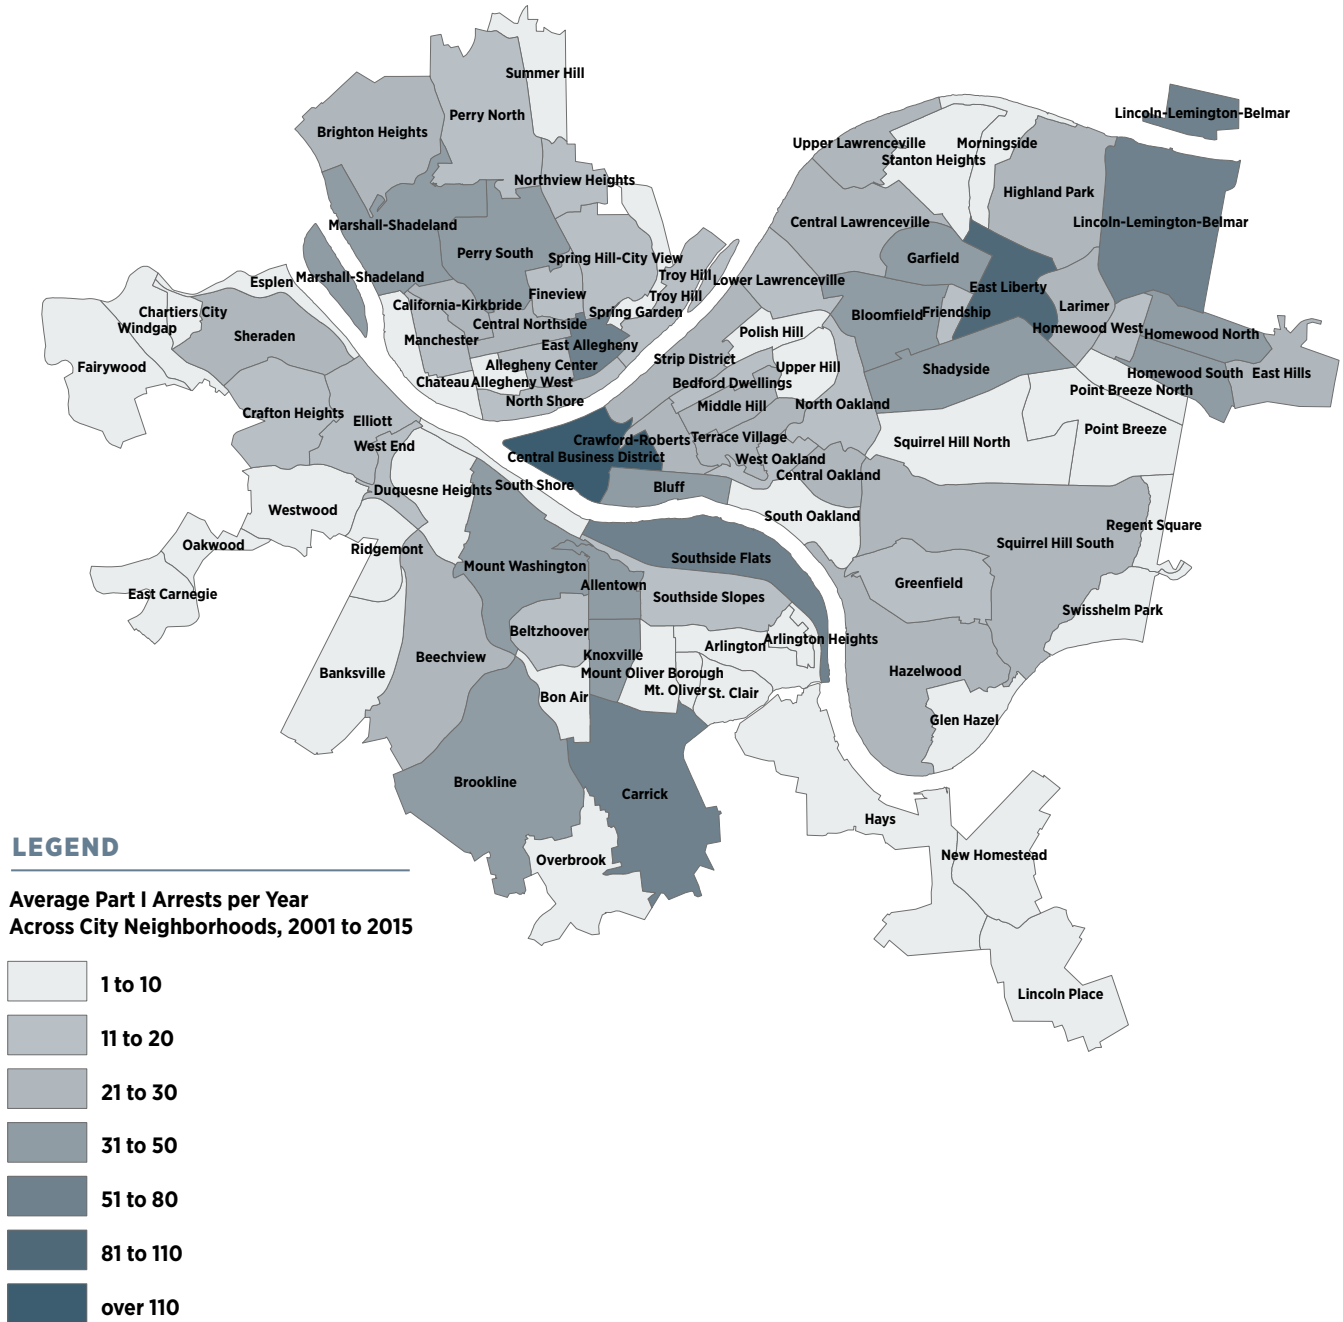 Summer Hill
Perry North
Brighton Heights
Lincoln-Lemington-Belmar
Upper Lawrenceville
Morningside
Stanton Heights
Northview Heights
Highland Park
Marshall-Shadeland
Central Lawrenceville
Lincoln-Lemington-Belmar
Perry South
Spring Hill-City View
Garfield
Esplen
Marshall-Shadeland
Troy Hill
Lower Lawrenceville
East Liberty
Fineview
Troy Hill
California-Kirkbride
Spring Garden
Larimer
Chartiers City
Bloomfield
Friendship
Windgap
Central Northside
Homewood West
Homewood North
Sheraden
Polish Hill
Manchester
East Allegheny
Strip District
Fairywood
Allegheny Center
Upper Hill
Shadyside
Homewood South
East Hills
Chateau
Allegheny West
Bedford Dwellings
Point Breeze North
North Shore
Middle Hill
North Oakland
Crafton Heights
Elliott
Point Breeze
Crawford-Roberts
Terrace Village
Squirrel Hill North
West End
Central Business District
West Oakland
Central Oakland
Duquesne Heights
South Shore
Bluff
Westwood
South Oakland
Regent Square
Oakwood
Ridgemont
Squirrel Hill South
Southside Flats
Mount Washington
Allentown
Greenfield
East Carnegie
Southside Slopes
Swisshelm Park
Beltzhoover
Arlington Heights
Arlington
Knoxville
Beechview
Banksville
Mount Oliver Borough
Hazelwood
Mt. Oliver
St. Clair
Bon Air
Glen Hazel
Brookline
Carrick
Hays
New Homestead
Overbrook
Lincoln Place
LEGEND
Average Part I Arrests per Year
Across City Neighborhoods, 2001 to 2015
1 to 10
11 to 20
21 to 30
31 to 50
51 to 80
81 to 110
over 110